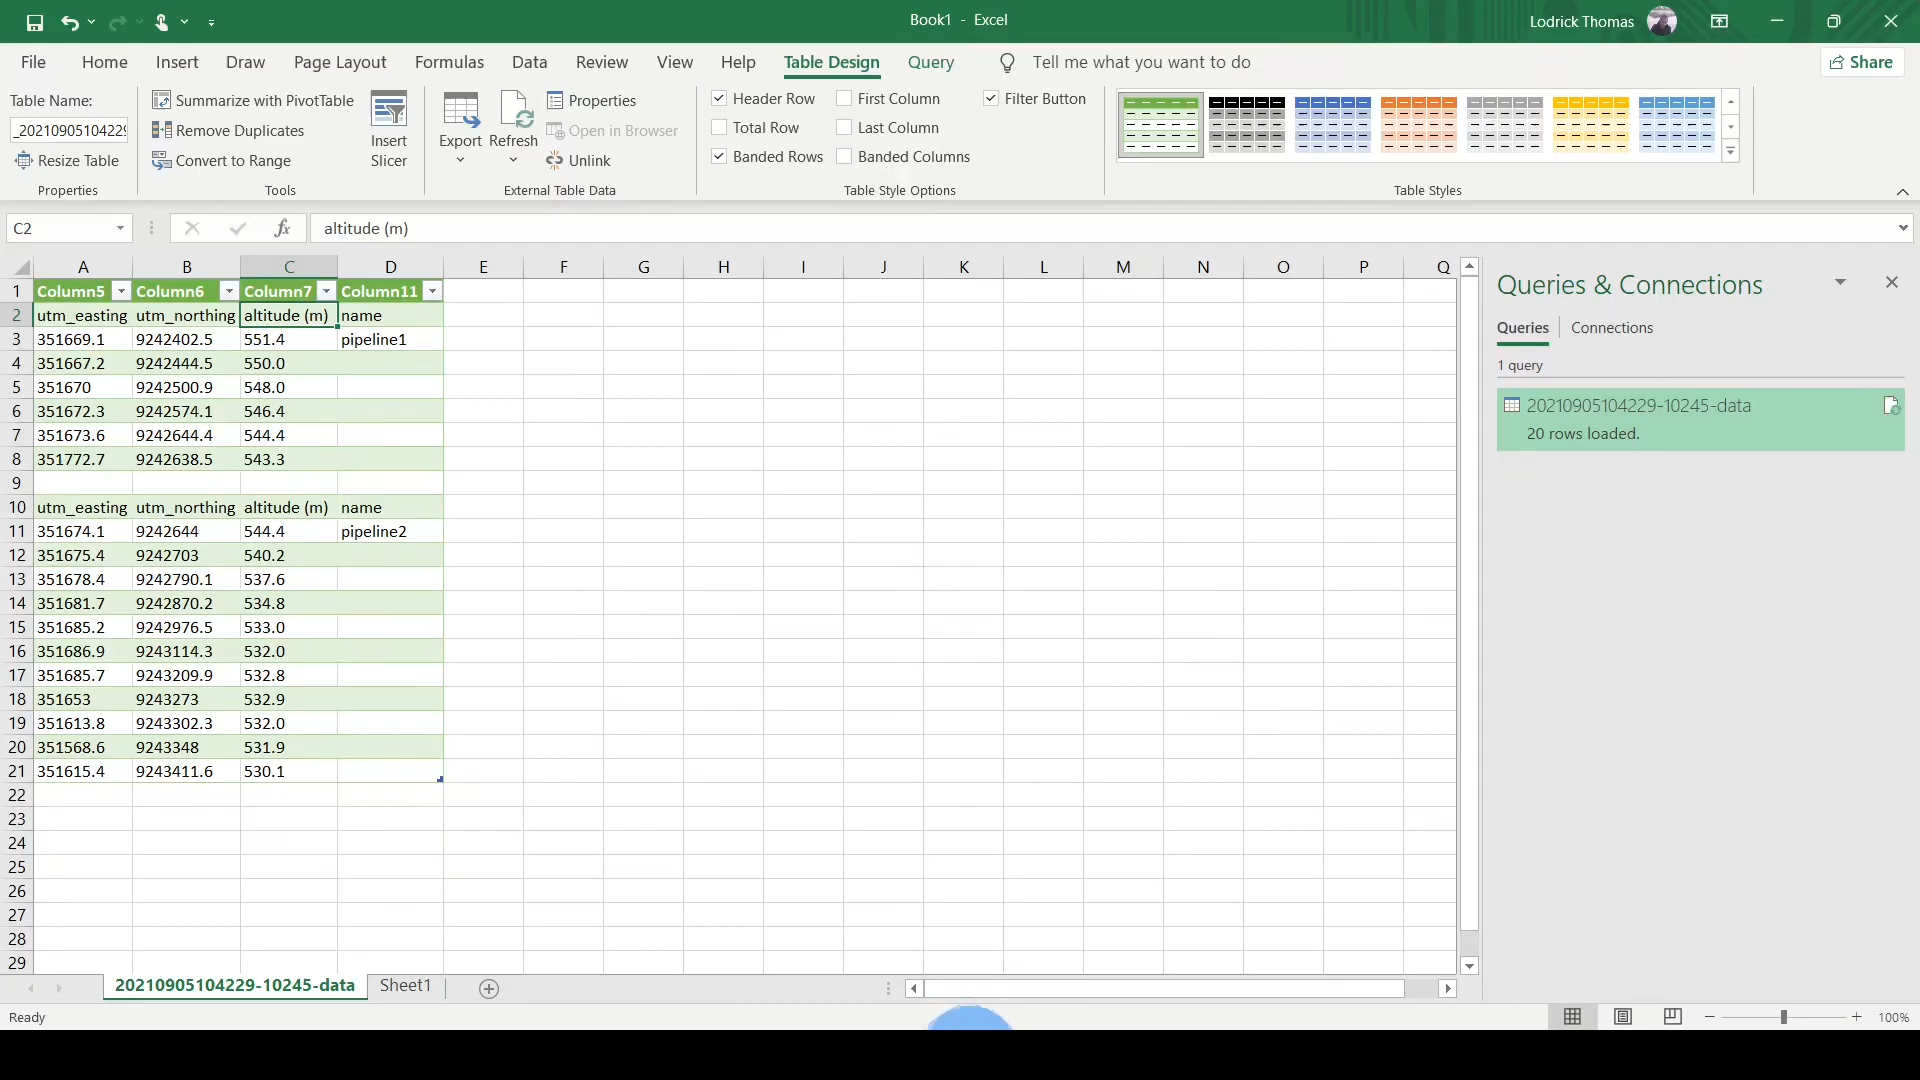 Book1 - Excel
Lodrick Thomas
File Home Insert Draw Page Layout Formulas Data Review View Help Table Design Query Tell me what you want to do Share
Table Name:
_20210905104229
Resize Table
Properties
Summarize with PivotTable
Remove Duplicates
Convert to Range
Insert
Slicer
Tools
Export
Refresh
Properties
Open in Browser
Unlink
External Table Data
Header Row First Column Filter Button
Total Row Last Column
Banded Rows Banded Columns
Table Style Options
Table Styles
C2 fx altitude (m)
A B C D E F G H I J K L M N O P Q
1 Column5 Column6 Column7 Column11
2 utm_easting utm_northing altitude (m) name
3 351669.1 9242402.5 551.4 pipeline1
4 351667.2 9242444.5 550.0
5 351670 9242500.9 548.0
6 351672.3 9242574.1 546.4
7 351673.6 9242644.4 544.4
8 351772.7 9242638.5 543.3
9
10 utm_easting utm_northing altitude (m) name
11 351674.1 9242644 544.4 pipeline2
12 351675.4 9242703 540.2
13 351678.4 9242790.1 537.6
14 351681.7 9242870.2 534.8
15 351685.2 9242976.5 533.0
16 351686.9 9243114.3 532.0
17 351685.7 9243209.9 532.8
18 351653 9243273 532.9
19 351613.8 9243302.3 532.0
20 351568.6 9243348 531.9
21 351615.4 9243411.6 530.1
22
23
24
25
26
27
28
29
Queries & Connections
Queries Connections
1 query
20210905104229-10245-data
20 rows loaded.
20210905104229-10245-data Sheet1
Ready
100%